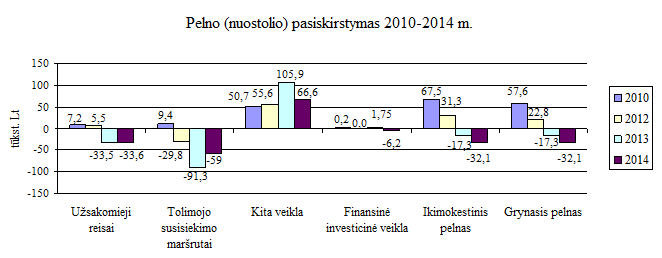 Pelno (nuostolio) pasiskirstymas 2010-2014 m.
tūkst. Lt
150
100
50
0
-50
-100
-150
7,2 5,5 -33,5 -33,6
9,4 -29,8 -91,3 -59
50,7 55,6 105,9 66,6
0,2 0,0 1,75 -6,2
67,5 31,3 -17,3 -32,1
57,6 22,8 -17,3 -32,1
Užsakomieji
reisai
Tolimojo
susisiekimo
maršrutai
Kita veikla
Finansinė
investicinė veikla
Ikimokestinis
pelnas
Grynasis pelnas
2010
2012
2013
2014